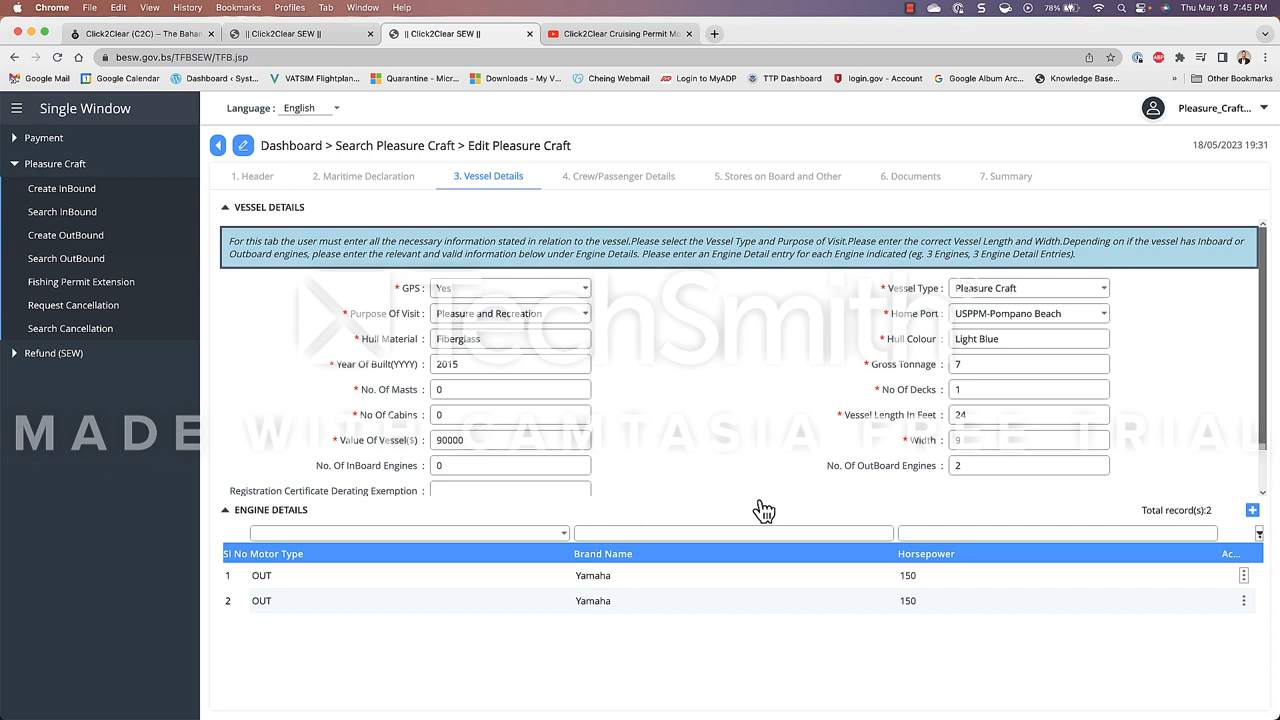 Chrome File Edit View History Bookmarks Profiles Tab Window Help 78% Thu May 18 7:45 PM
Click2Clear (C2C) — The Bahar × || Click2Clear SEW || × || Click2Clear SEW || × Click2Clear Cruising Permit Mo ×
besw.gov.bs/TFBSEW/TFB.jsp
Google Mail Google Calendar Dashboard ‹ Syst... VATSIM Flightplan... Quarantine - Micr... Downloads - My V... Cheing Webmail Login to MyADP TTP Dashboard login.gov - Account Google Album Arc... Knowledge Base... » Other Bookmarks
Single Window
Language : English
Pleasure_Craft...
Payment
Pleasure Craft
Create InBound
Search InBound
Create OutBound
Search OutBound
Fishing Permit Extension
Request Cancellation
Search Cancellation
Refund (SEW)
Dashboard > Search Pleasure Craft > Edit Pleasure Craft
18/05/2023 19:31
1. Header 2. Maritime Declaration 3. Vessel Details 4. Crew/Passenger Details 5. Stores on Board and Other 6. Documents 7. Summary
VESSEL DETAILS
For this tab the user must enter all the necessary information stated in relation to the vessel.Please select the Vessel Type and Purpose of Visit.Please enter the correct Vessel Length and Width.Depending on if the vessel has Inboard or
Outboard engines, please enter the relevant and valid information below under Engine Details. Please enter an Engine Detail entry for each Engine indicated (eg. 3 Engines, 3 Engine Detail Entries).
* GPS : Yes * Vessel Type : Pleasure Craft
* Purpose Of Visit : Pleasure and Recreation * Home Port : USPPM-Pompano Beach
* Hull Material : Fiberglass * Hull Colour : Light Blue
* Year Of Built(YYYY) : 2015 * Gross Tonnage : 7
* No. Of Masts : 0 * No Of Decks : 1
* No Of Cabins : 0 * Vessel Length In Feet : 24
* Value Of Vessel($) : 90000 * Width : 9
No. Of InBoard Engines : 0 No. Of OutBoard Engines : 2
Registration Certificate Derating Exemption :
TechSmith
MADE WITH CAMTASIA FREE TRIAL
ENGINE DETAILS Total record(s):2
Sl No Motor Type Brand Name Horsepower Ac...
1 OUT Yamaha 150
2 OUT Yamaha 150